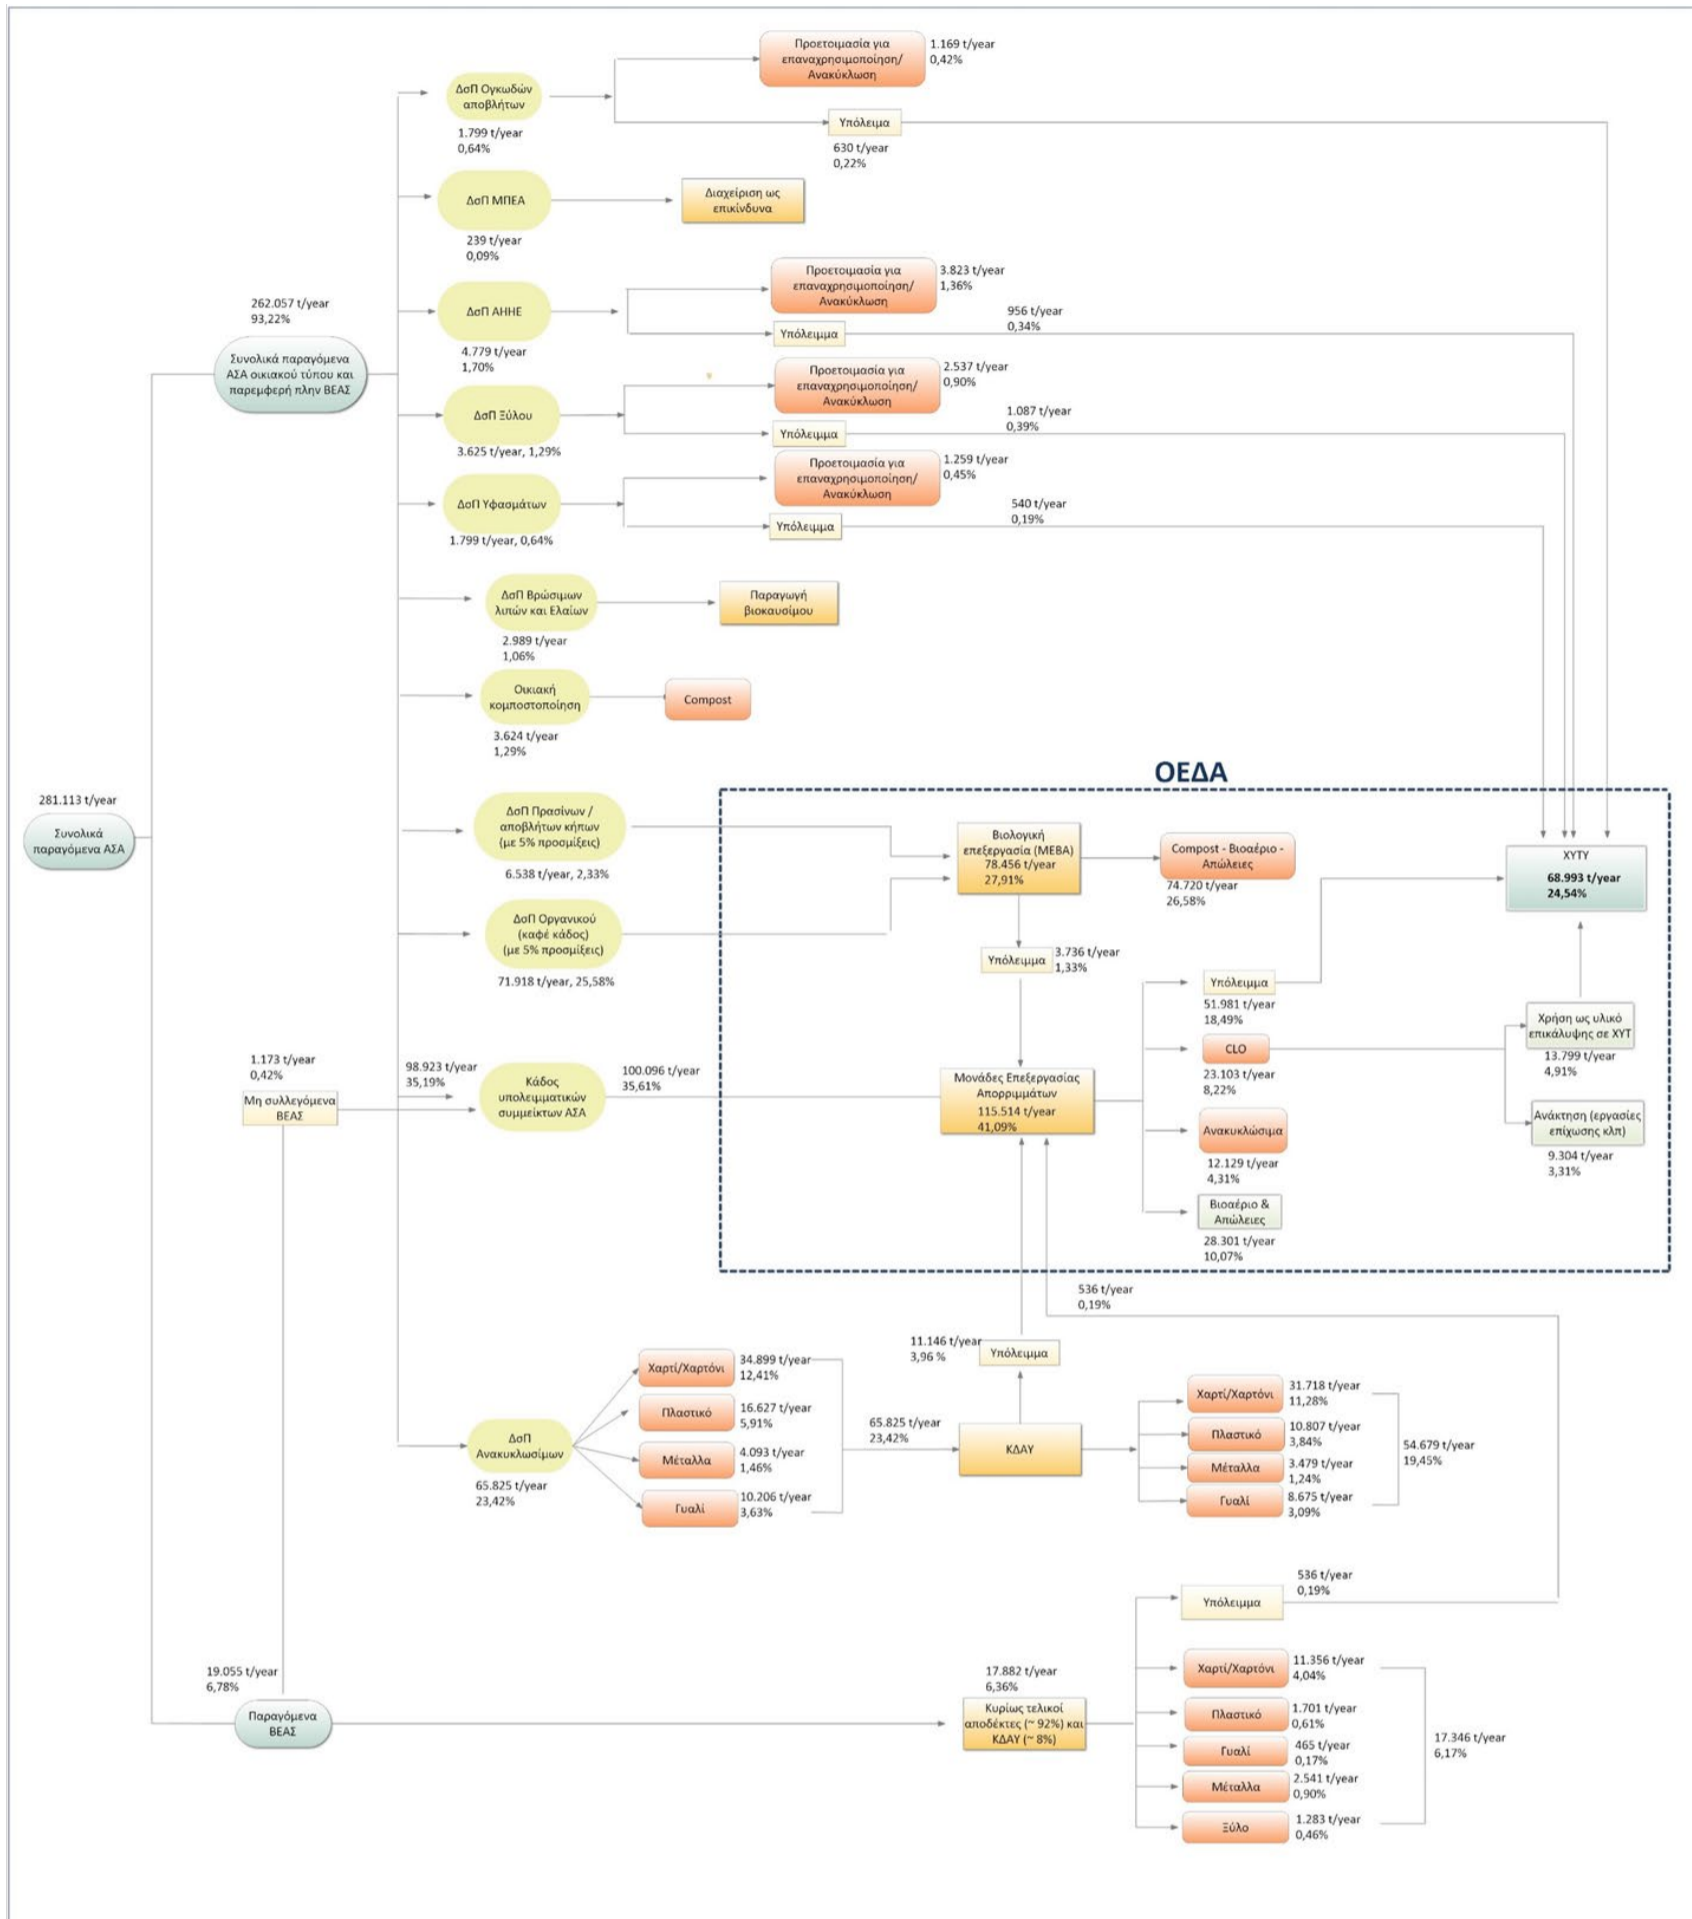 Προετοιμασία για
επαναχρησιμοποίηση/
Ανακύκλωση
1.169 t/year
0,42%
ΔσΠ Ογκωδών
αποβλήτων
1.799 t/year
0,64%
Υπόλειμα
630 t/year
0,22%
ΔσΠ ΜΠΕΑ
239 t/year
0,09%
Διαχείριση ως
επικίνδυνα
262.057 t/year
93,22%
Συνολικά παραγόμενα
ΑΣΑ οικιακού τύπου και
παρεμφερή πλην ΒΕΑΣ
ΔσΠ ΑΗΗΕ
4.779 t/year
1,70%
Προετοιμασία για
επαναχρησιμοποίηση/
Ανακύκλωση
3.823 t/year
1,36%
Υπόλειμμα
956 t/year
0,34%
ΔσΠ Ξύλου
3.625 t/year, 1,29%
Προετοιμασία για
επαναχρησιμοποίηση/
Ανακύκλωση
2.537 t/year
0,90%
Υπόλειμμα
1.087 t/year
0,39%
ΔσΠ Υφασμάτων
1.799 t/year, 0,64%
Προετοιμασία για
επαναχρησιμοποίηση/
Ανακύκλωση
1.259 t/year
0,45%
Υπόλειμμα
540 t/year
0,19%
ΔσΠ Βρώσιμων
λιπών και Ελαίων
2.989 t/year
1,06%
Παραγωγή
βιοκαυσίμου
Οικιακή
κομποστοποίηση
3.624 t/year
1,29%
Compost
281.113 t/year
Συνολικά
παραγόμενα ΑΣΑ
ΟΕΔΑ
ΔσΠ Πρασίνων /
αποβλήτων κήπων
(με 5% προσμίξεις)
6.538 t/year, 2,33%
ΔσΠ Οργανικού
(καφέ κάδος)
(με 5% προσμίξεις)
71.918 t/year, 25,58%
Βιολογική
επεξεργασία (ΜΕΒΑ)
78.456 t/year
27,91%
Compost - Βιοαέριο -
Απώλειες
74.720 t/year
26,58%
ΧΥΤΥ
68.993 t/year
24,54%
Υπόλειμμα
3.736 t/year
1,33%
Υπόλειμμα
51.981 t/year
18,49%
CLO
23.103 t/year
8,22%
Χρήση ως υλικό
επικάλυψης σε ΧΥΤ
13.799 t/year
4,91%
Ανάκτηση (εργασίες
επίχωσης κλπ)
9.304 t/year
3,31%
1.173 t/year
0,42%
Μη συλλεγόμενα
ΒΕΑΣ
98.923 t/year
35,19%
Κάδος
υπολειμματικών
συμμείκτων ΑΣΑ
100.096 t/year
35,61%
Μονάδες Επεξεργασίας
Απορριμμάτων
115.514 t/year
41,09%
Ανακυκλώσιμα
12.129 t/year
4,31%
Βιοαέριο &
Απώλειες
28.301 t/year
10,07%
536 t/year
0,19%
11.146 t/year
3,96 %
Υπόλειμμα
ΔσΠ
Ανακυκλωσίμων
65.825 t/year
23,42%
Χαρτί/Χαρτόνι
34.899 t/year
12,41%
Πλαστικό
16.627 t/year
5,91%
Μέταλλα
4.093 t/year
1,46%
Γυαλί
10.206 t/year
3,63%
65.825 t/year
23,42%
ΚΔΑΥ
Χαρτί/Χαρτόνι
31.718 t/year
11,28%
Πλαστικό
10.807 t/year
3,84%
Μέταλλα
3.479 t/year
1,24%
Γυαλί
8.675 t/year
3,09%
54.679 t/year
19,45%
19.055 t/year
6,78%
Παραγόμενα
ΒΕΑΣ
17.882 t/year
6,36%
Κυρίως τελικοί
αποδέκτες (~ 92%) και
ΚΔΑΥ (~ 8%)
Υπόλειμμα
536 t/year
0,19%
Χαρτί/Χαρτόνι
11.356 t/year
4,04%
Πλαστικό
1.701 t/year
0,61%
Γυαλί
465 t/year
0,17%
Μέταλλα
2.541 t/year
0,90%
Ξύλο
1.283 t/year
0,46%
17.346 t/year
6,17%